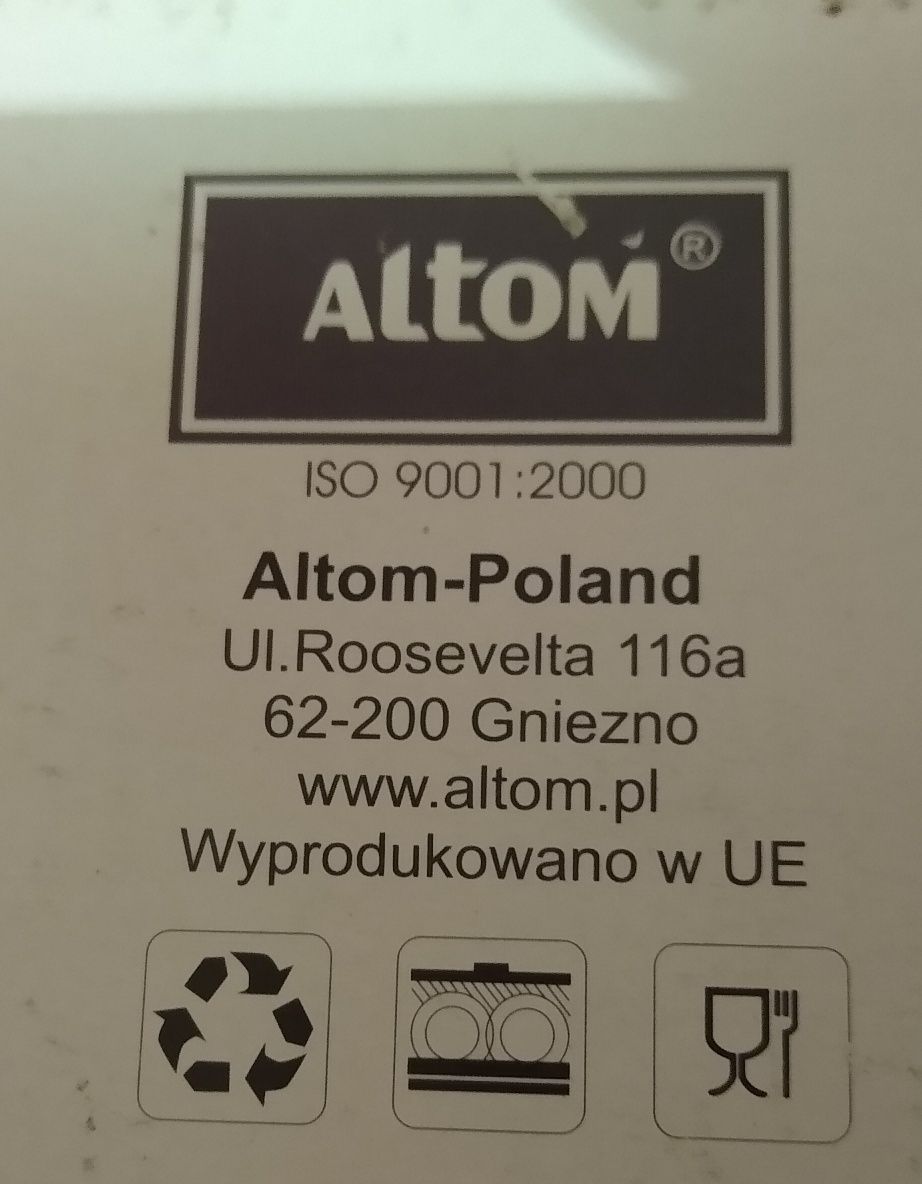 ALTOM®
ISO 9001:2000
Altom-Poland
Ul.Roosevelta 116a
62-200 Gniezno
www.altom.pl
Wyprodukowano w UE